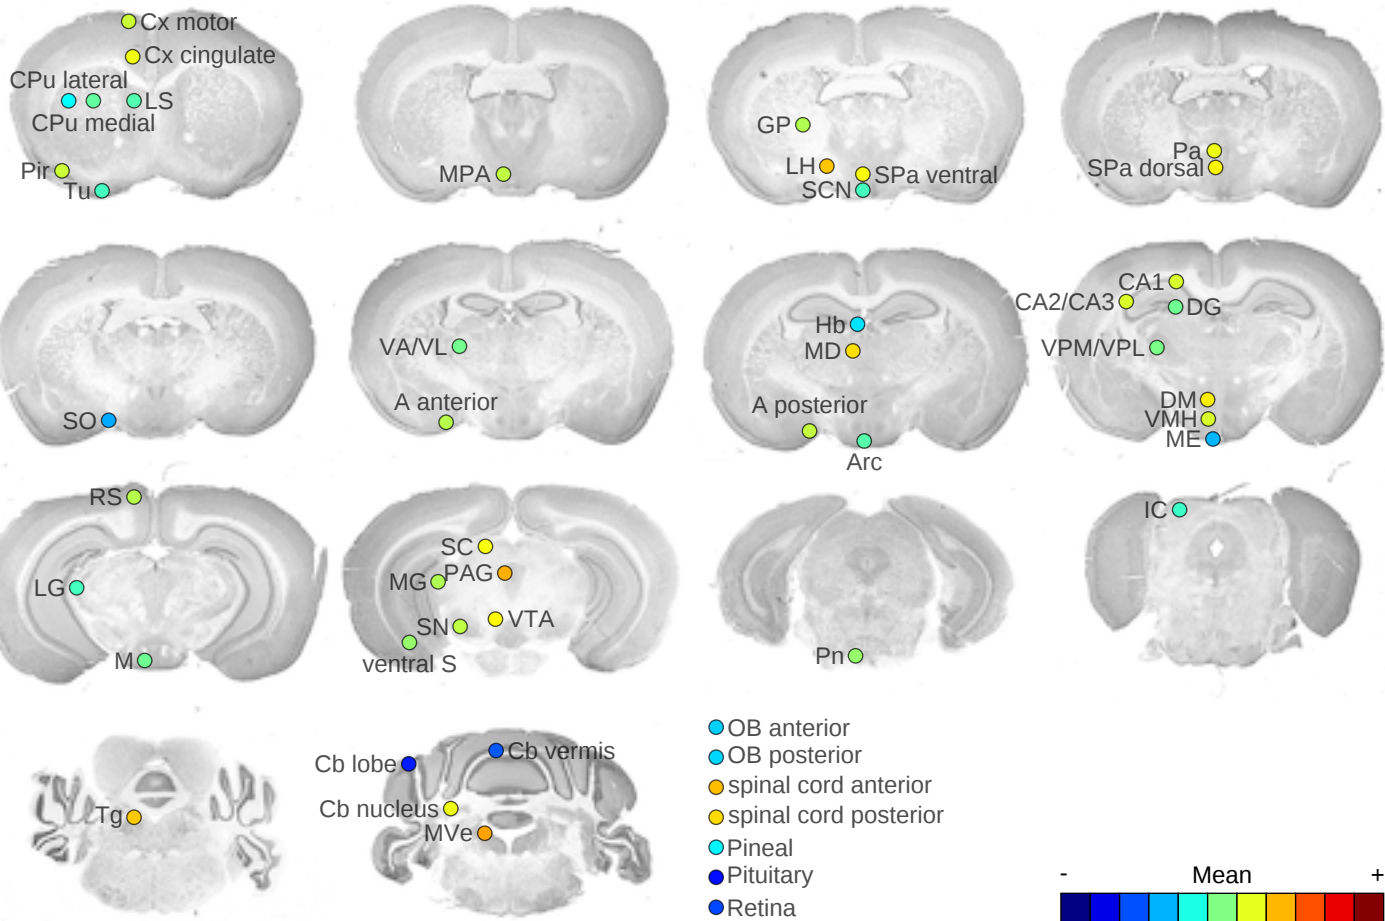 Cx motor
Cx cingulate
CPu lateral
LS
CPu medial
Pir
Tu
MPA
GP
LH
SPa ventral
SCN
Pa
SPa dorsal
SO
VA/VL
A anterior
Hb
MD
A posterior
Arc
CA1
CA2/CA3
DG
VPM/VPL
DM
VMH
ME
RS
LG
M
SC
PAG
MG
VTA
SN
ventral S
Pn
IC
Tg
Cb lobe
Cb vermis
Cb nucleus
MVe
OB anterior
OB posterior
spinal cord anterior
spinal cord posterior
Pineal
Pituitary
Retina
- Mean +